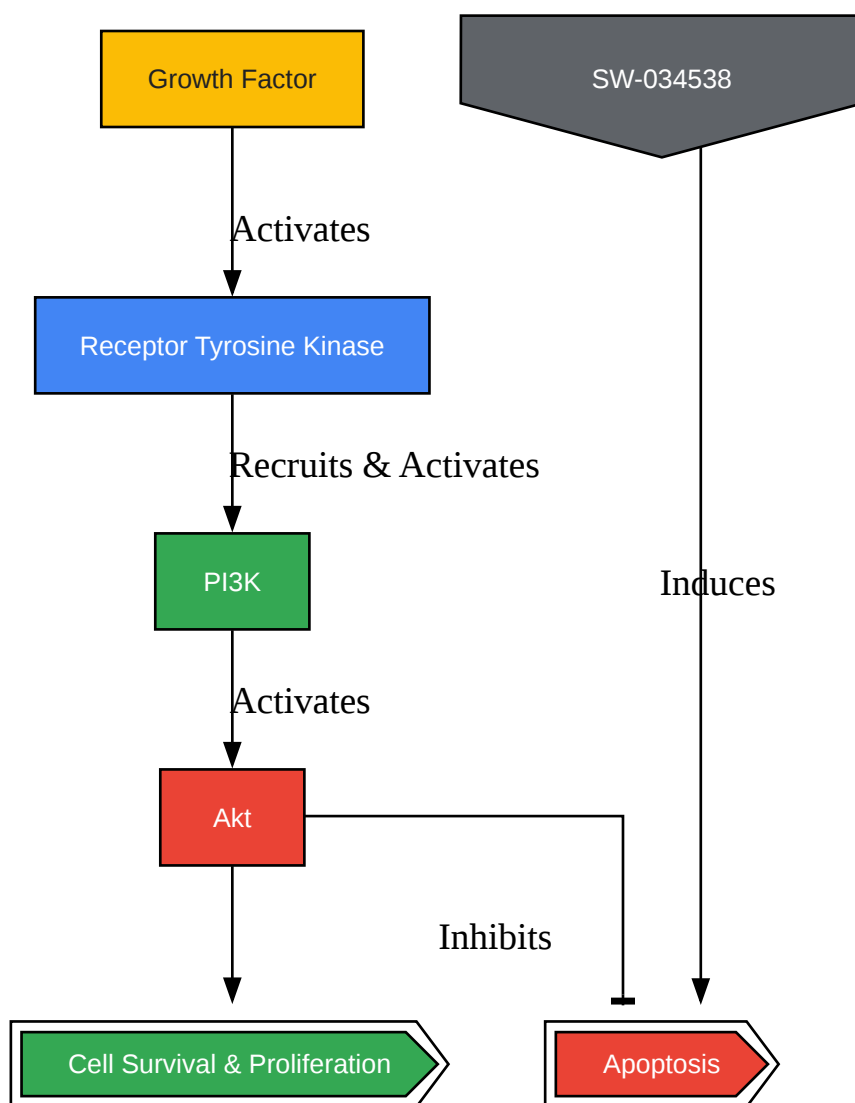 Growth Factor
SW-034538
Activates
Receptor Tyrosine Kinase
Recruits & Activates
PI3K
Induces
Activates
Akt
Inhibits
Cell Survival & Proliferation
Apoptosis